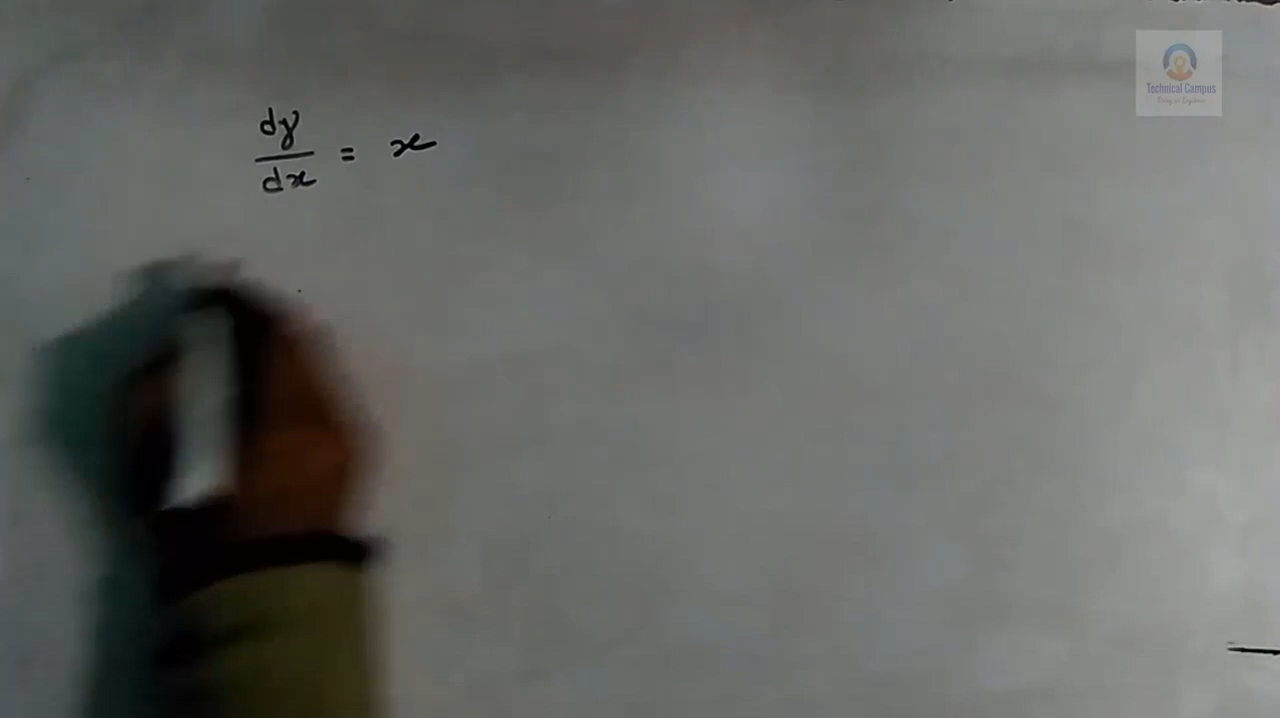 Technical Campus
dy/dx = x